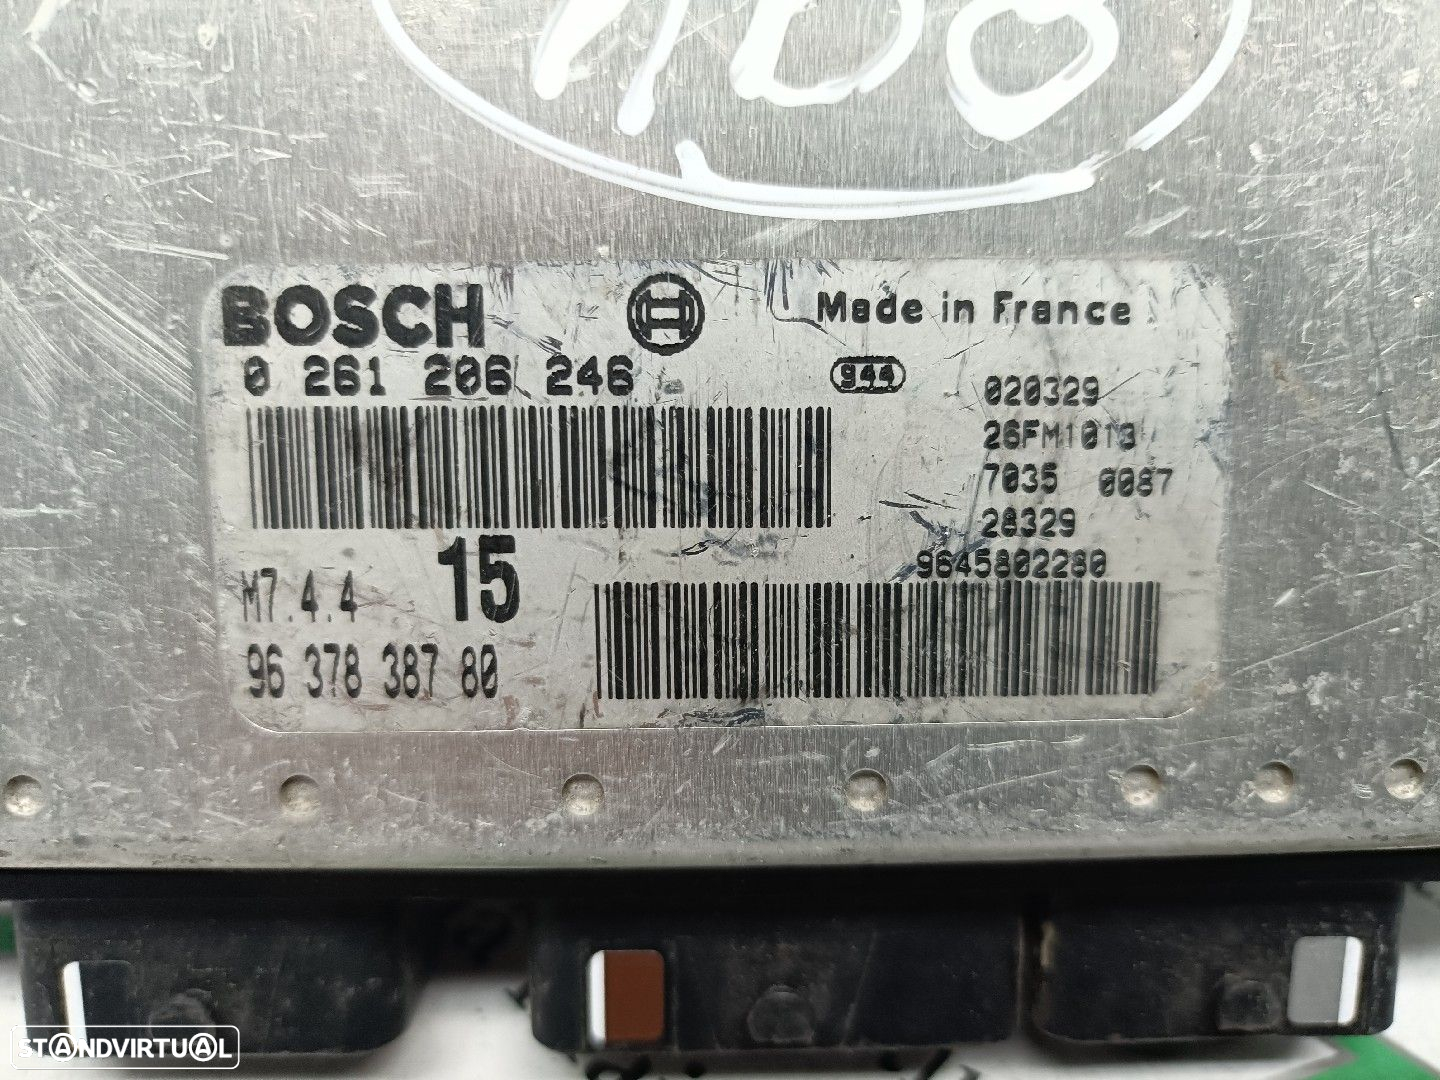 BOSCH
Made in France
0 261 206 246
944
020329
26FM1013
7035 0087
28329
9645802280
15
M7.4.4
96 378 387 80
STANDVIRTUAL